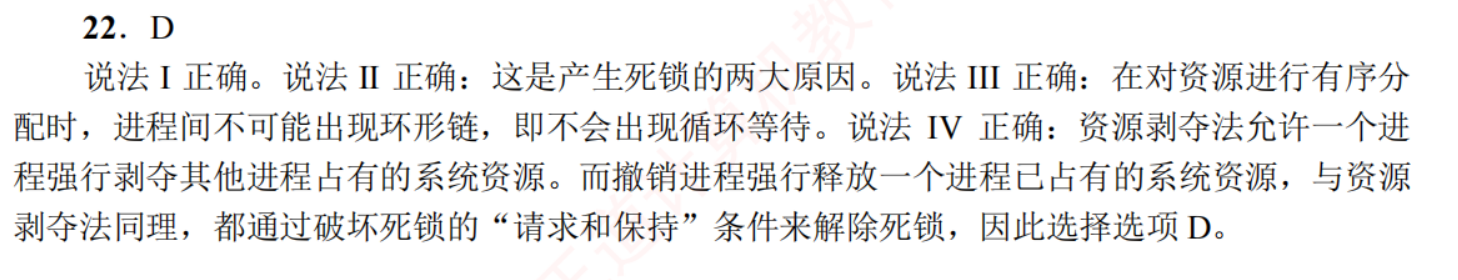 22. D
说法 I 正确。说法 II 正确：这是产生死锁的两大原因。说法 III 正确：在对资源进行有序分
配时，进程间不可能出现环形链，即不会出现循环等待。说法 IV 正确：资源剥夺法允许一个进
程强行剥夺其他进程占有的系统资源。而撤销进程强行释放一个进程已占有的系统资源，与资源
剥夺法同理，都通过破坏死锁的“请求和保持”条件来解除死锁，因此选择选项 D。
王道计算机教